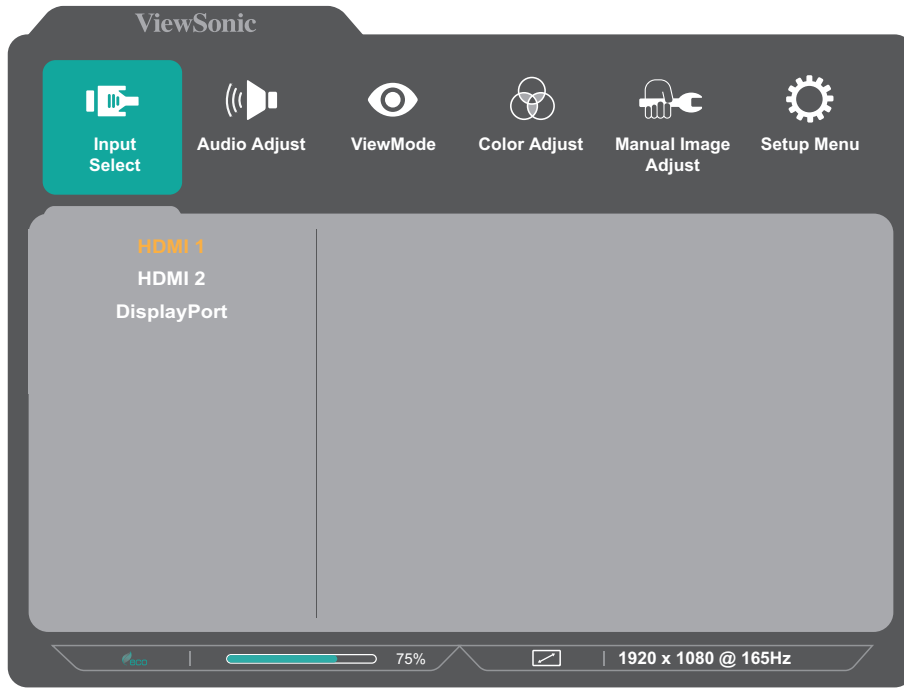 ViewSonic
Input
Select
Audio Adjust
ViewMode
Color Adjust
Manual Image
Adjust
Setup Menu
HDMI 1
HDMI 2
DisplayPort
eco
75%
1920 x 1080 @ 165Hz